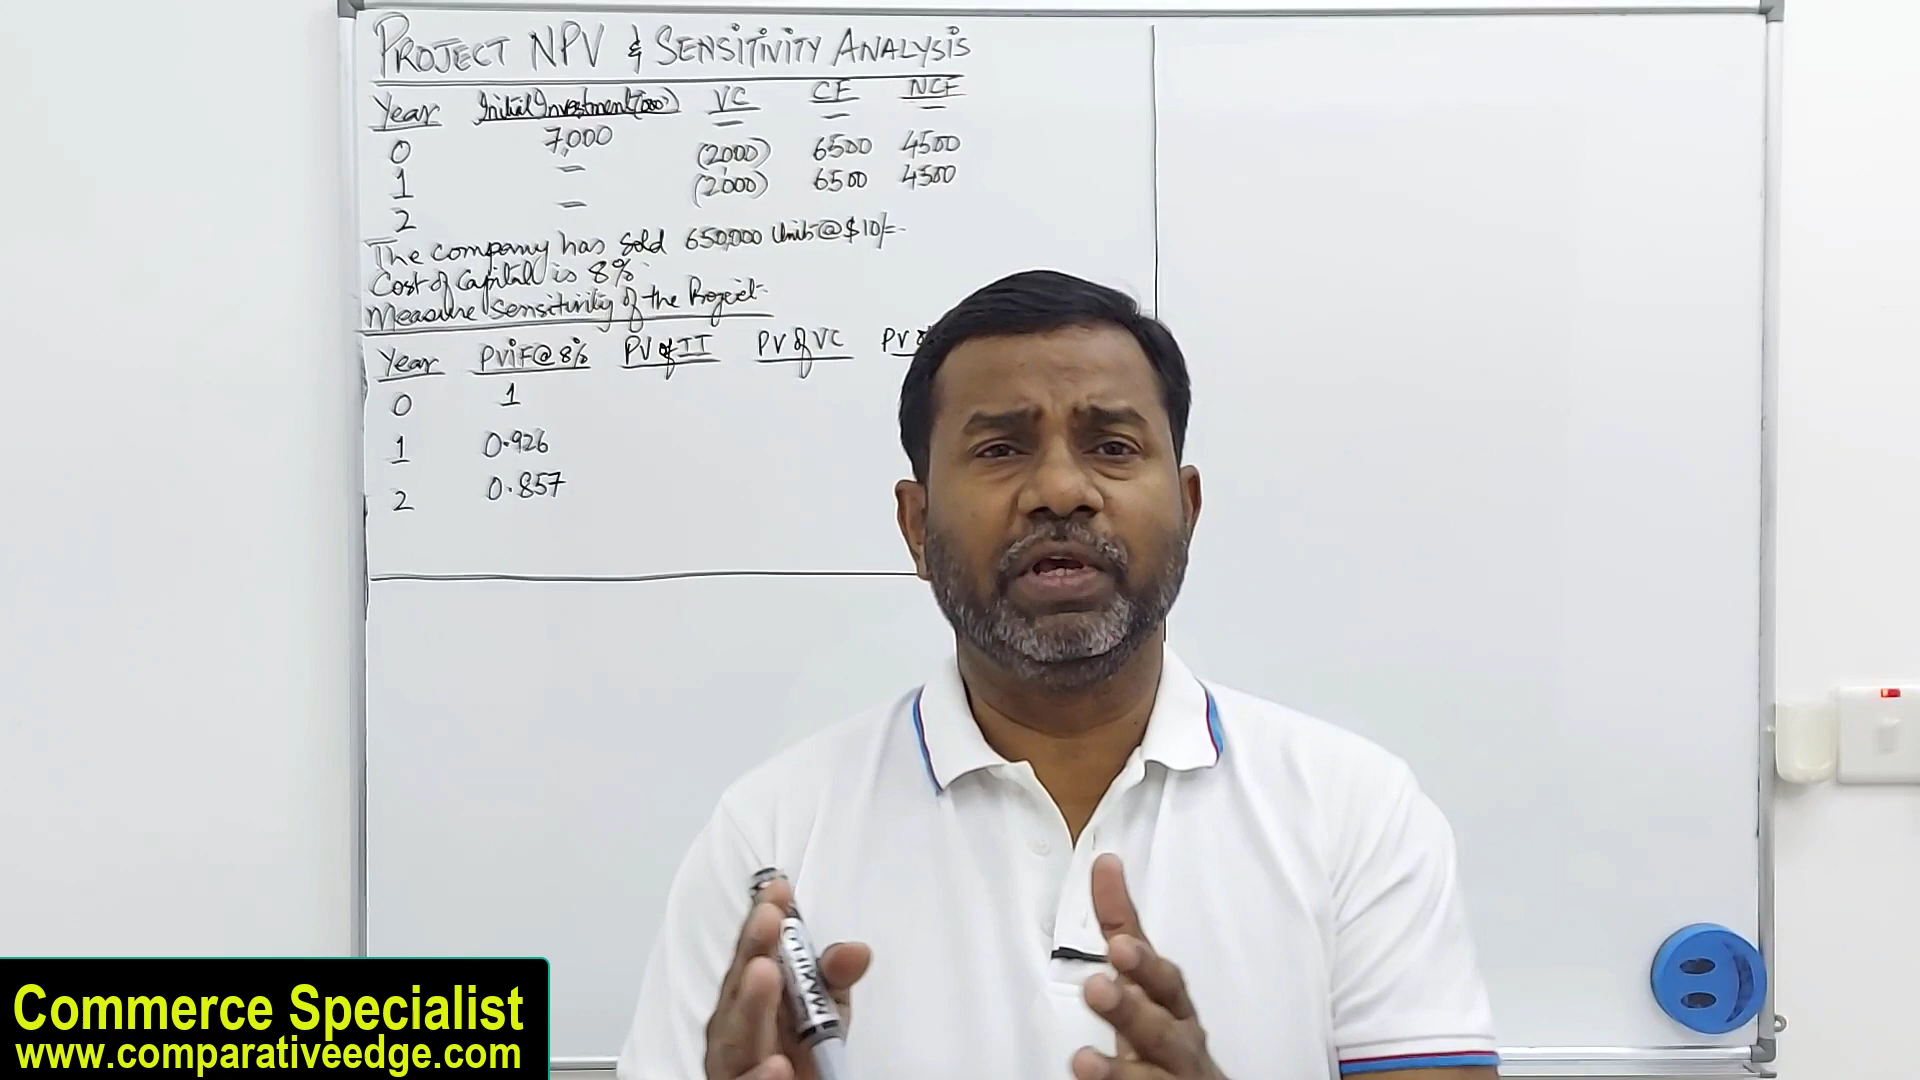 PROJECT NPV & SENSITIVITY ANALYSIS
Year Initial Investment ('000') VC CF NCF
0 7,000 (2000) 6500 4500
1 — (2000) 6500 4500
2 —
The company has sold 650,000 Units @ $10/=.
Cost of Capital is 8%.
Measure Sensitivity of the Project.
Year PViF@8% PV of II PV of VC PV
0 1
1 0.926
2 0.857
MAXIFLO
Commerce Specialist
www.comparativeedge.com